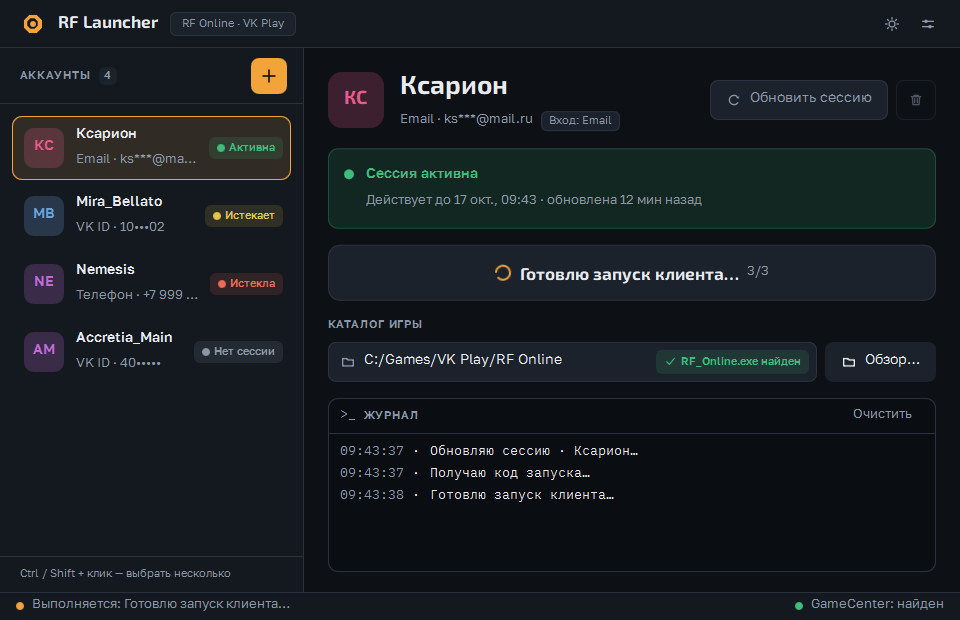 RF Launcher RF Online · VK Play
АККАУНТЫ 4
КС Ксарион
Email · ks***@ma... Активна
MB Mira_Bellato
VK ID · 10•••02 Истекает
NE Nemesis
Телефон · +7 999 ... Истекла
AM Accretia_Main
VK ID · 40••••• Нет сессии
Ctrl / Shift + клик — выбрать несколько
КС Ксарион
Email · ks***@mail.ru Вход: Email
Обновить сессию
Сессия активна
Действует до 17 окт., 09:43 · обновлена 12 мин назад
Готовлю запуск клиента... 3/3
КАТАЛОГ ИГРЫ
C:/Games/VK Play/RF Online RF_Online.exe найден Обзор...
>_ ЖУРНАЛ Очистить
09:43:37 · Обновляю сессию · Ксарион…
09:43:37 · Получаю код запуска…
09:43:38 · Готовлю запуск клиента…
Выполняется: Готовлю запуск клиента... GameCenter: найден